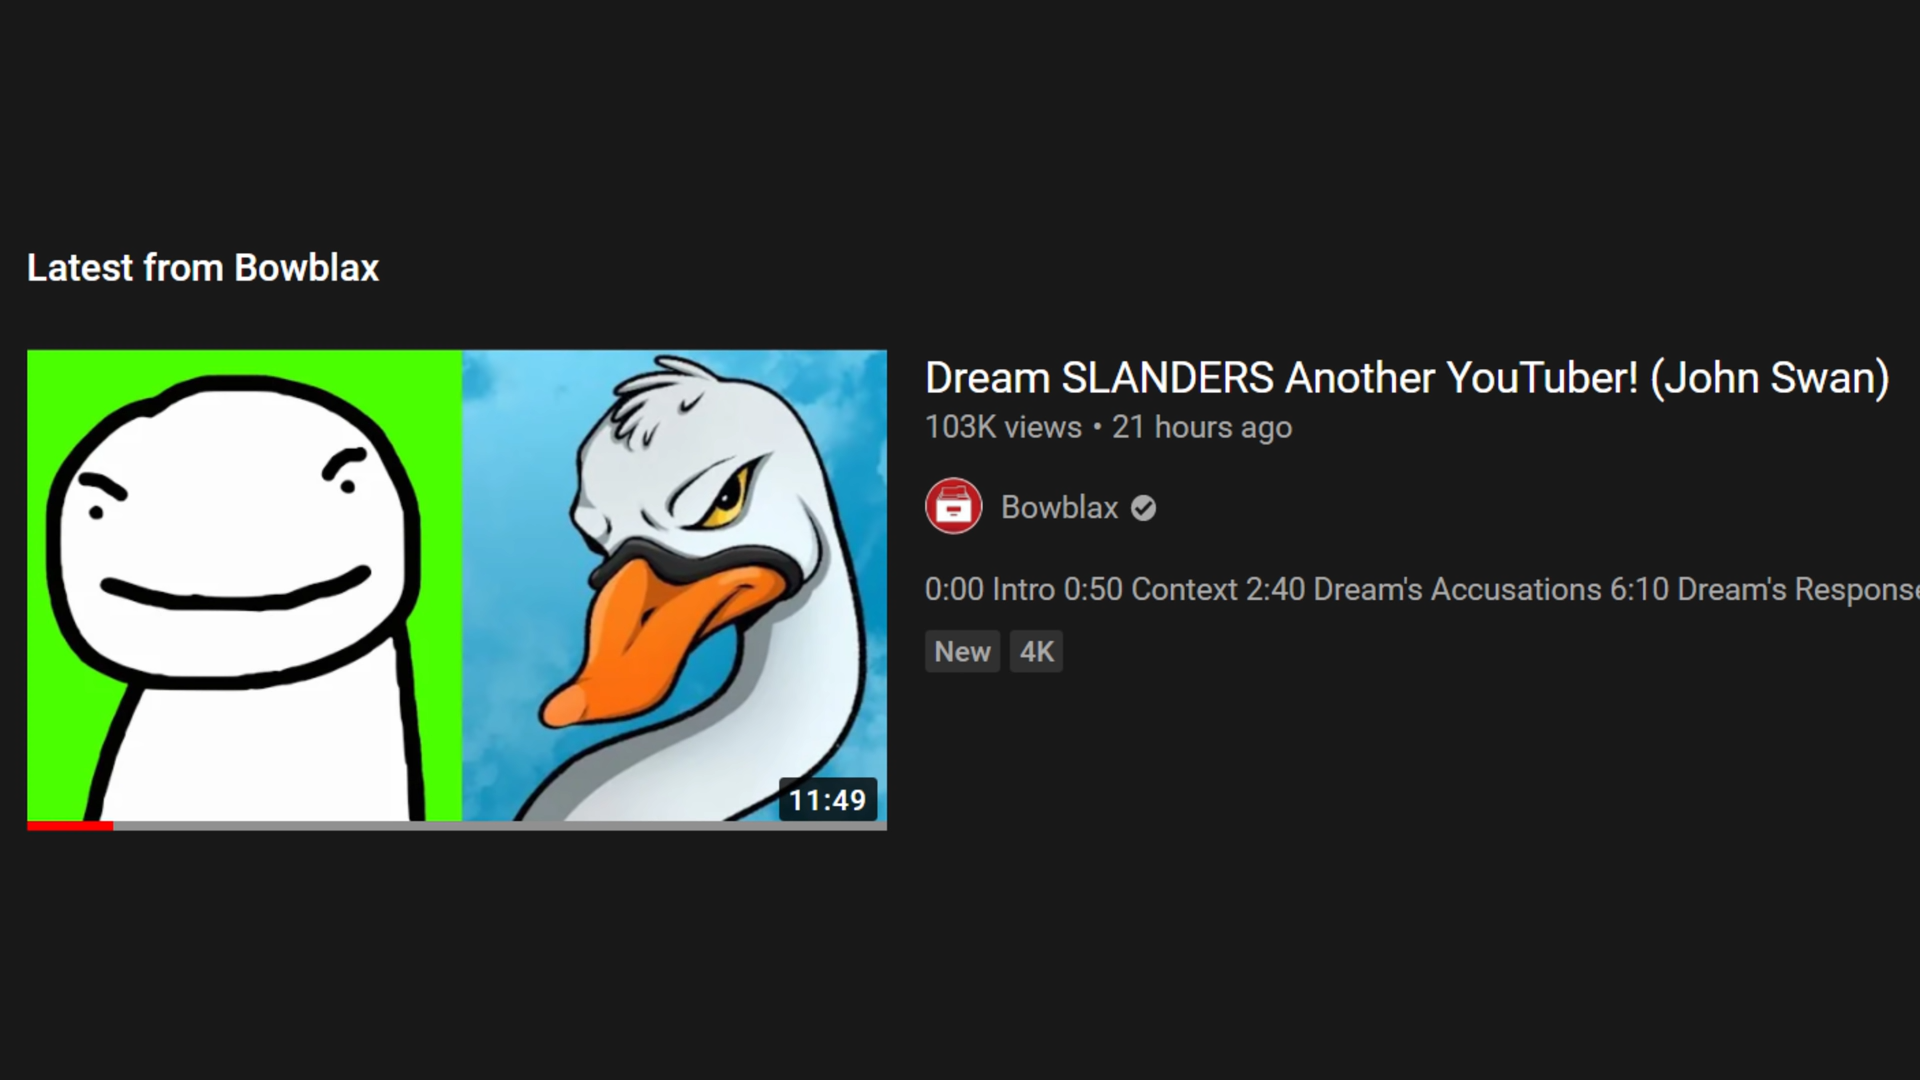 Latest from Bowblax
Dream SLANDERS Another YouTuber! (John Swan)
103K views • 21 hours ago
Bowblax
0:00 Intro 0:50 Context 2:40 Dream's Accusations 6:10 Dream's Response
New 4K
11:49